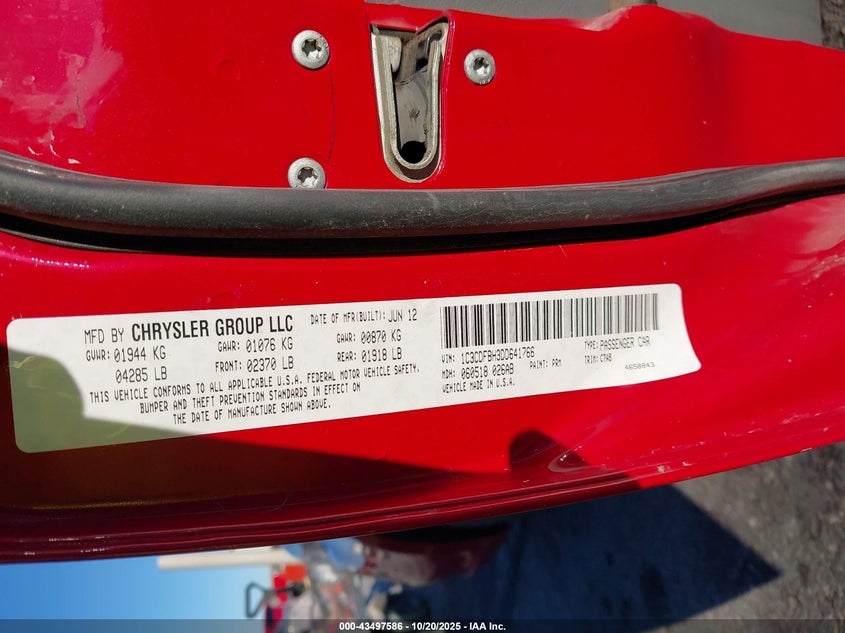 MFD BY CHRYSLER GROUP LLC DATE OF MFR(BUILT): JUN 12
GVWR: 01944 KG GAWR: 01076 KG GAWR: 00870 KG
04285 LB FRONT: 02370 LB REAR: 01918 LB
THIS VEHICLE CONFORMS TO ALL APPLICABLE U.S.A. FEDERAL MOTOR VEHICLE SAFETY,
BUMPER AND THEFT PREVENTION STANDARDS IN EFFECT ON
THE DATE OF MANUFACTURE SHOWN ABOVE.
VIN: 1C3CDFBH3DD641766 TYPE: PASSENGER CAR
MDH: 060518 026AB PAINT: PRM TRIM: C7A8
VEHICLE MADE IN U.S.A. 4658843
000-43497586 - 10/20/2025 - IAA Inc.